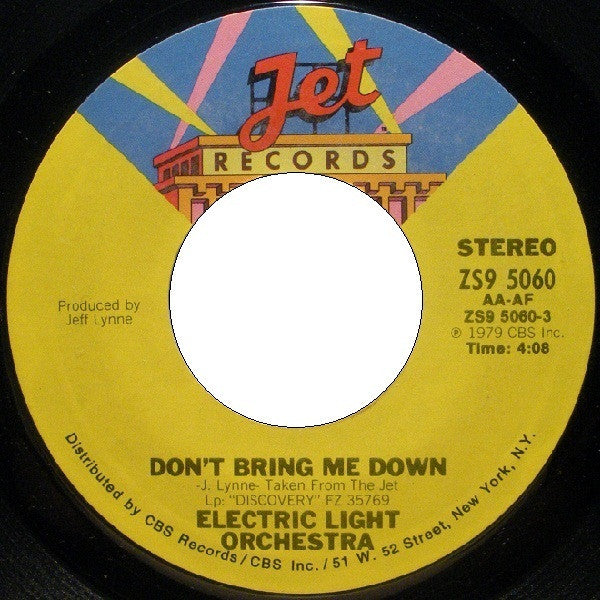 Jet
RECORDS
STEREO
ZS9 5060
AA-AF
ZS9 5060-3
℗ 1979 CBS Inc.
Time: 4:08
Produced by
Jeff Lynne
DON'T BRING ME DOWN
-J. Lynne- Taken From The Jet
Lp: "DISCOVERY" FZ 35769
ELECTRIC LIGHT
ORCHESTRA
Distributed by CBS Records/CBS Inc./51 W. 52 Street, New York, N.Y.